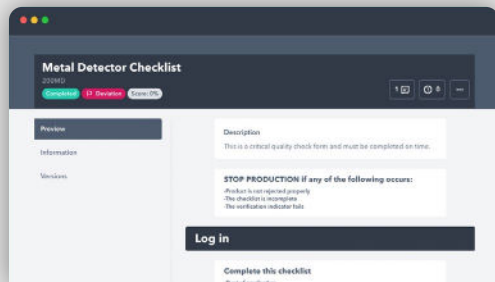 Metal Detector Checklist
200MD
Completed Deviation Score: 0%
1 6
Preview
Information
Versions
Description
This is a critical quality check form and must be completed on time.
STOP PRODUCTION if any of the following occurs:
-Product is not rejected properly
-The checklist is incomplete
-The verification indicator fails
Log in
Complete this checklist